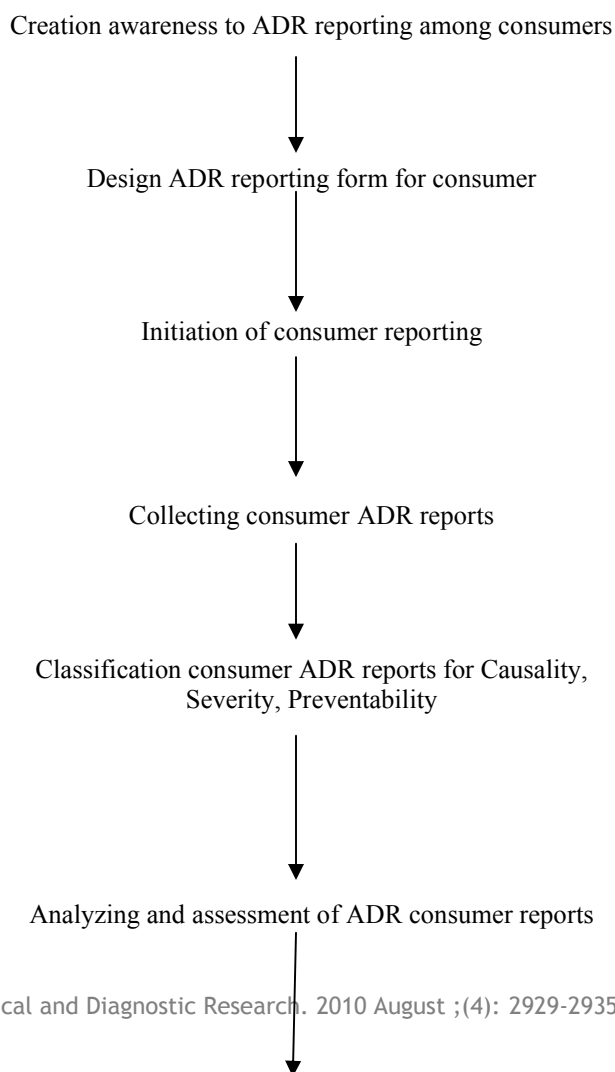 Creation awareness to ADR reporting among consumers
Design ADR reporting form for consumer
Initiation of consumer reporting
Collecting consumer ADR reports
Classification consumer ADR reports for Causality,
Severity, Preventability
Analyzing and assessment of ADR consumer reports
cal and Diagnostic Research. 2010 August ;(4): 2929-2935